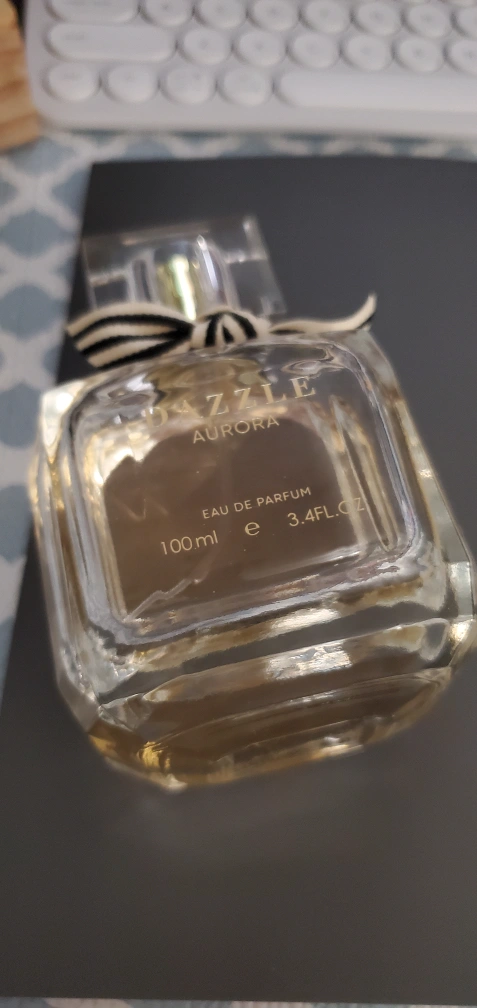 DAZZLE
AURORA
EAU DE PARFUM
100ml e 3.4FL.OZ